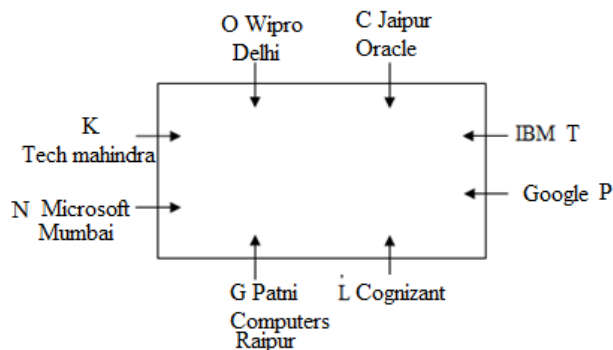 O Wipro
Delhi
C Jaipur
Oracle
K
Tech mahindra
IBM T
N Microsoft
Mumbai
Google P
G Patni
Computers
Raipur
L Cognizant